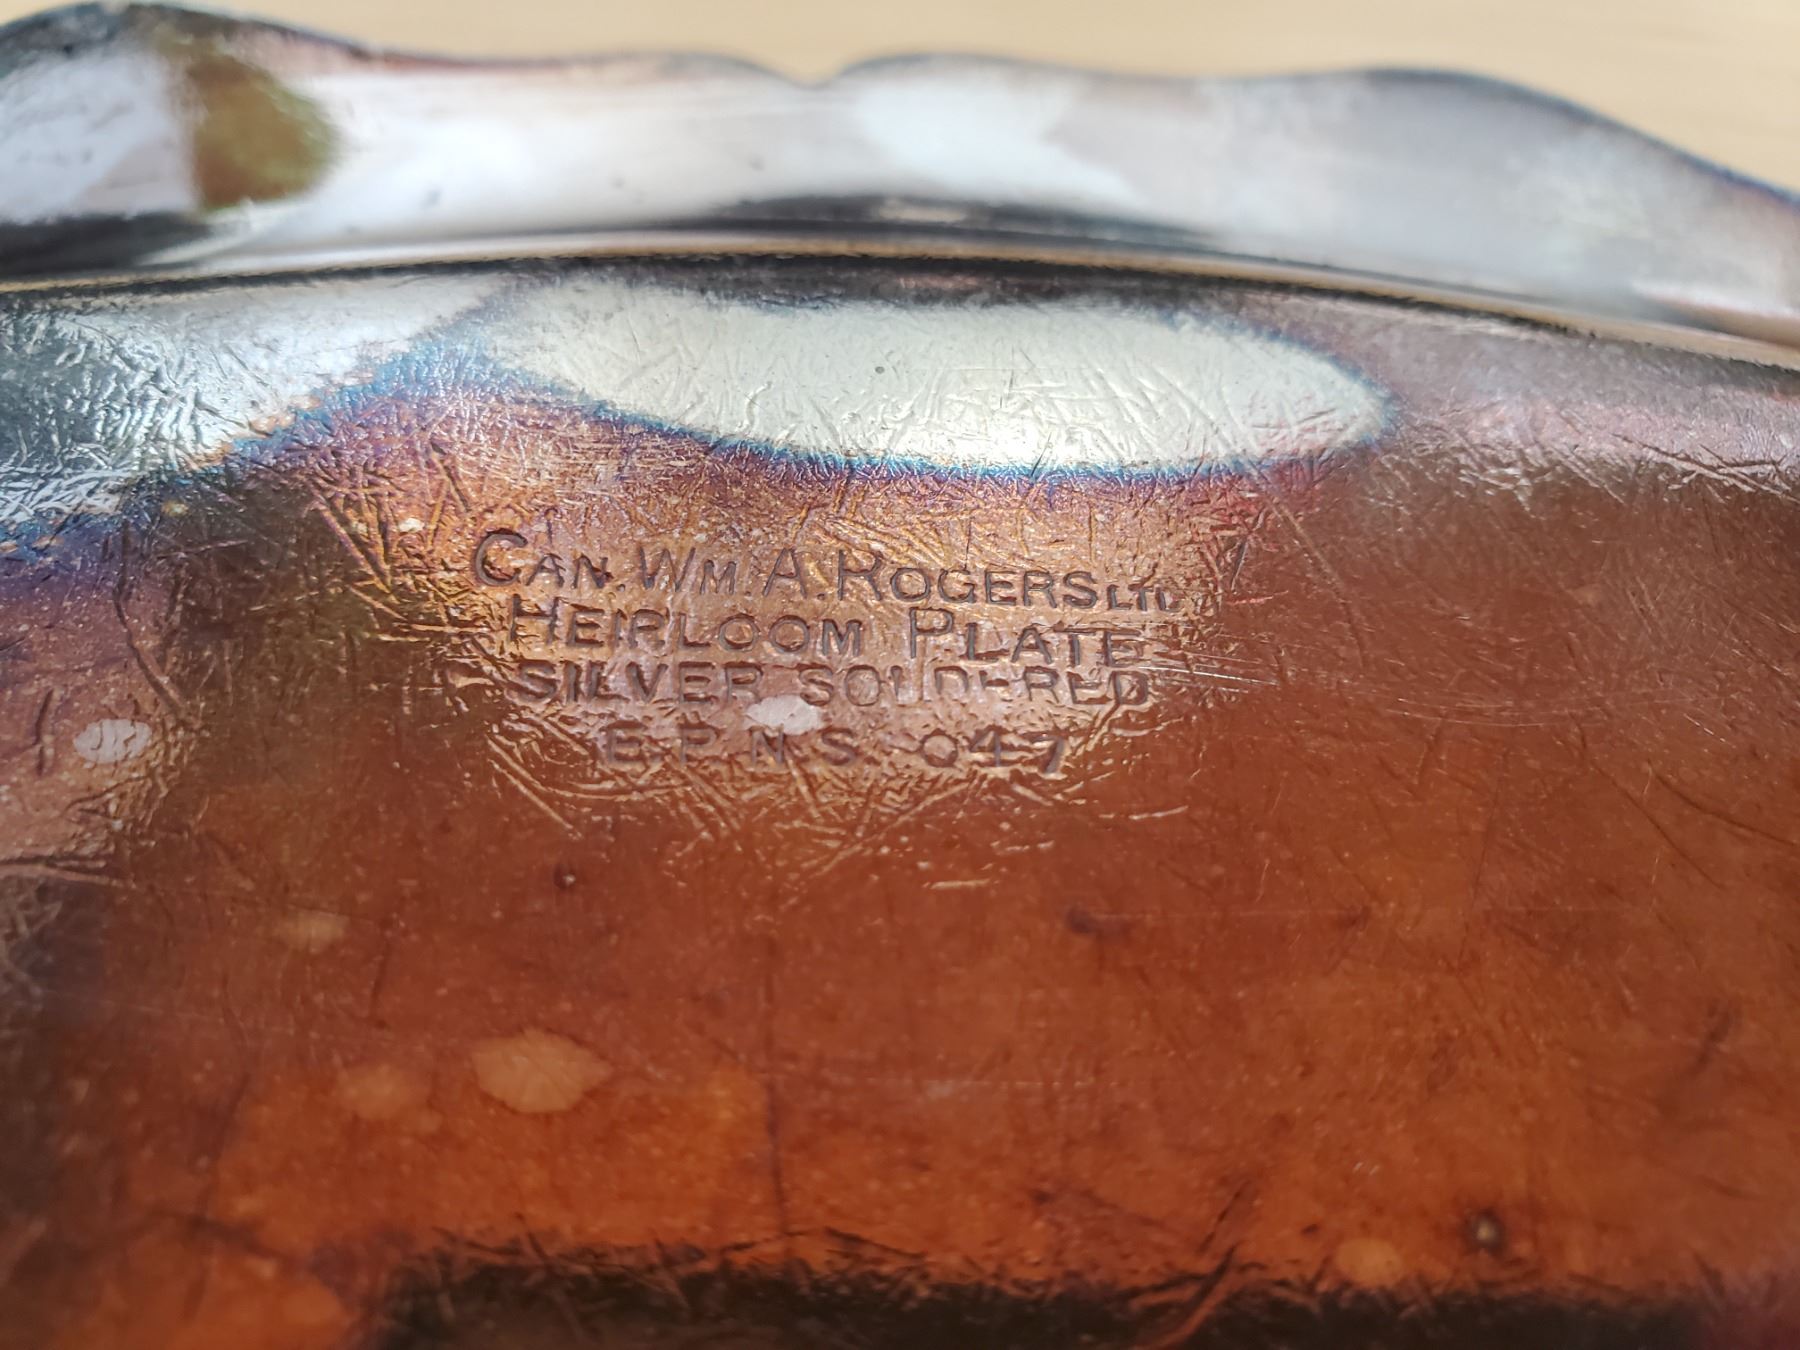 CAN. WM. A. ROGERS LTD
HEIRLOOM PLATE
SILVER SOLDERED
E.P.N.S. 047